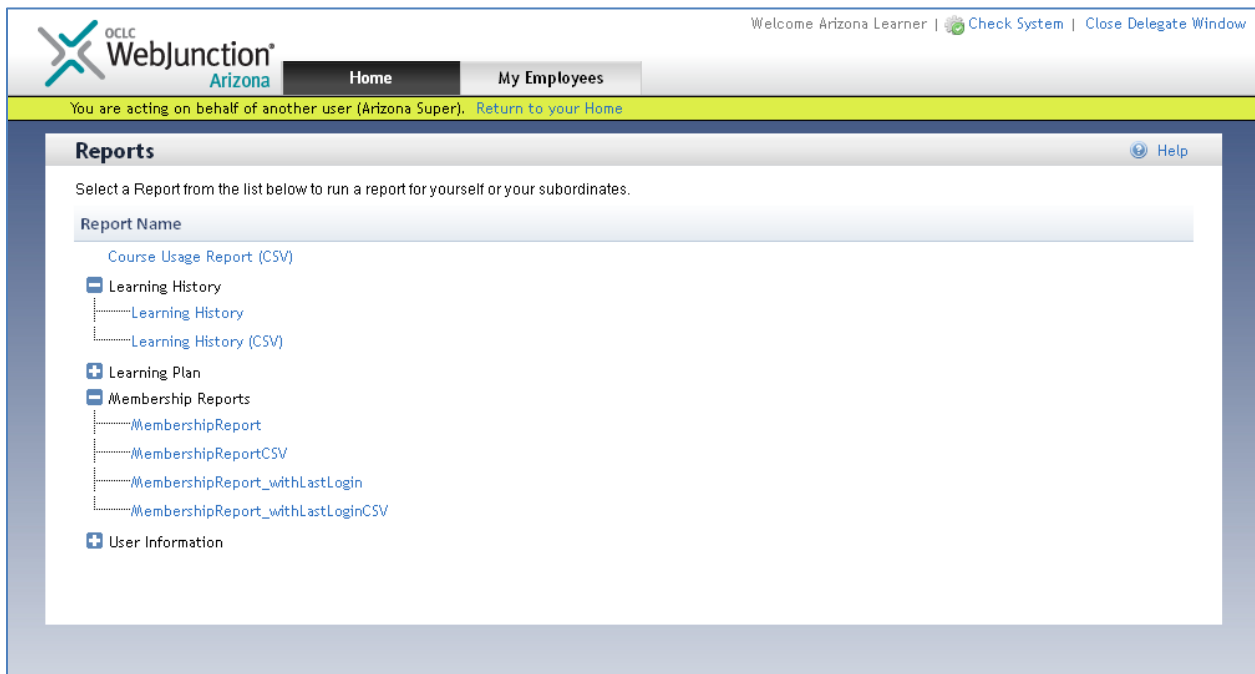 Welcome Arizona Learner | Check System | Close Delegate Window
OCLC
WebJunction®
Arizona
Home My Employees
You are acting on behalf of another user (Arizona Super). Return to your Home
Reports Help
Select a Report from the list below to run a report for yourself or your subordinates.
Report Name
Course Usage Report (CSV)
Learning History
Learning History
Learning History (CSV)
Learning Plan
Membership Reports
MembershipReport
MembershipReportCSV
MembershipReport_withLastLogin
MembershipReport_withLastLoginCSV
User Information